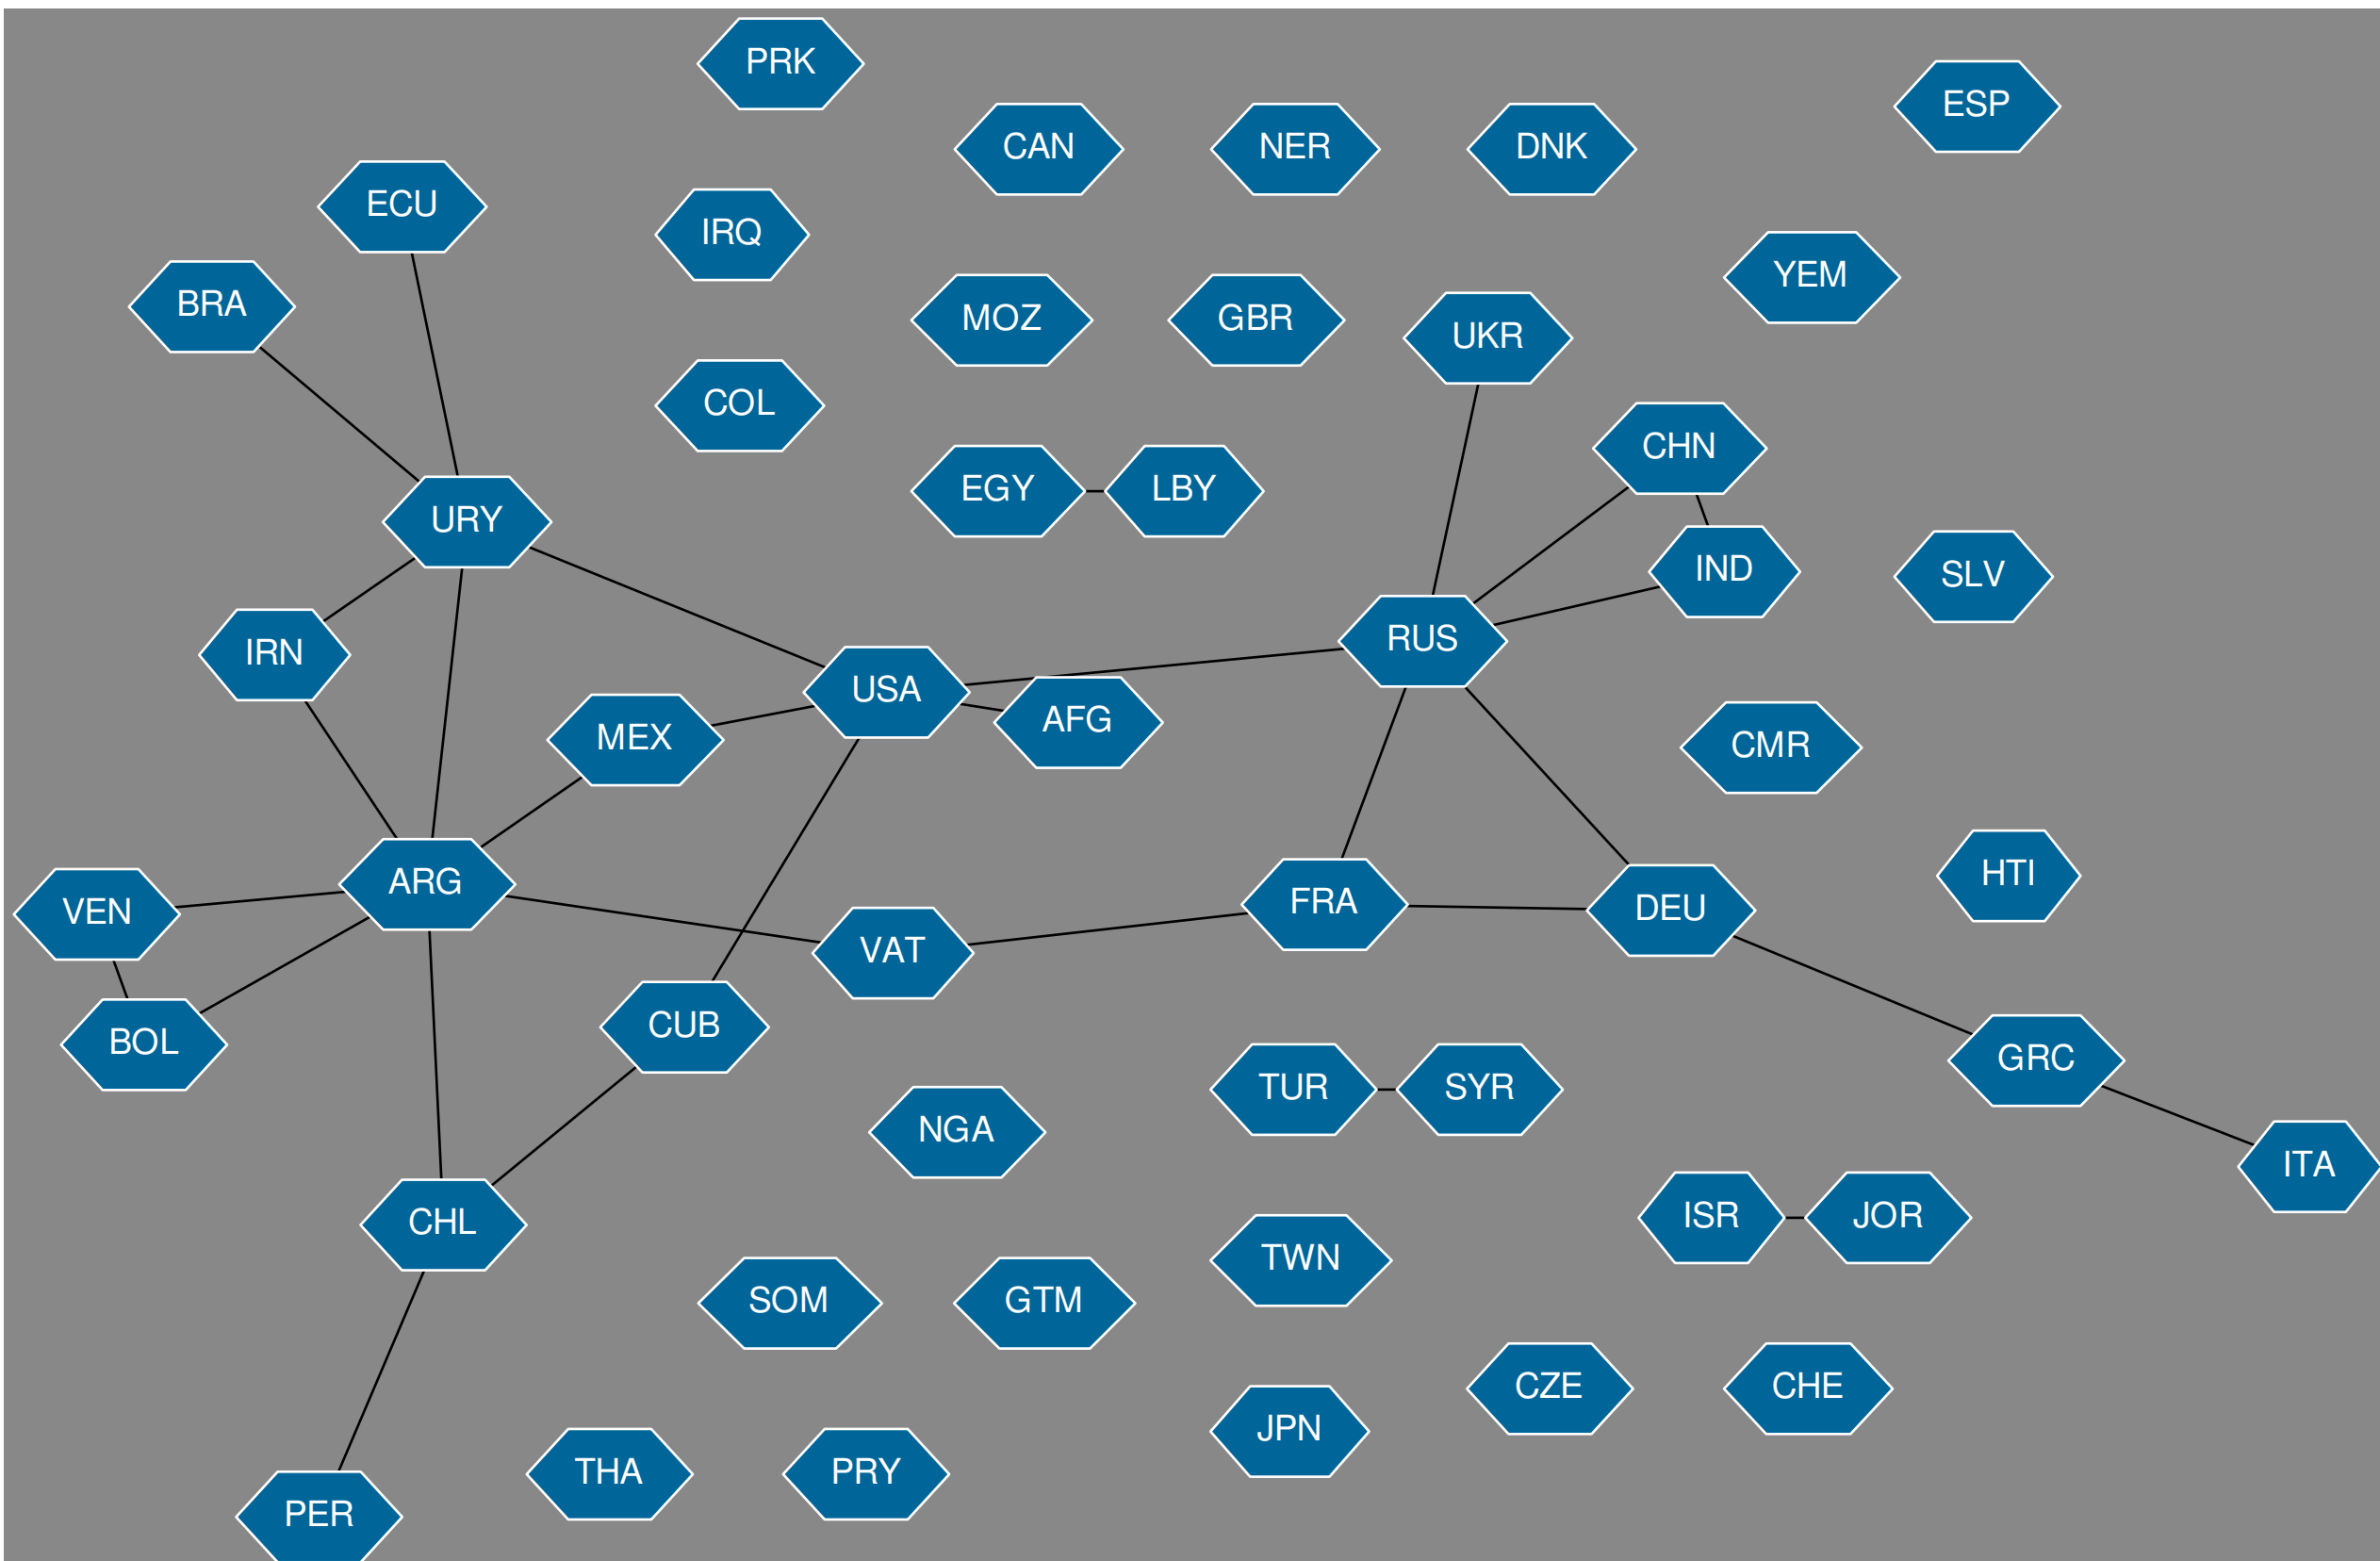 PRK
ESP
CAN
NER
DNK
ECU
IRQ
YEM
BRA
MOZ
GBR
UKR
COL
CHN
EGY
LBY
URY
IND
SLV
RUS
IRN
USA
AFG
MEX
CMR
HTI
ARG
FRA
DEU
VEN
VAT
CUB
BOL
GRC
TUR
SYR
NGA
ITA
ISR
JOR
CHL
TWN
SOM
GTM
CZE
CHE
JPN
THA
PRY
PER